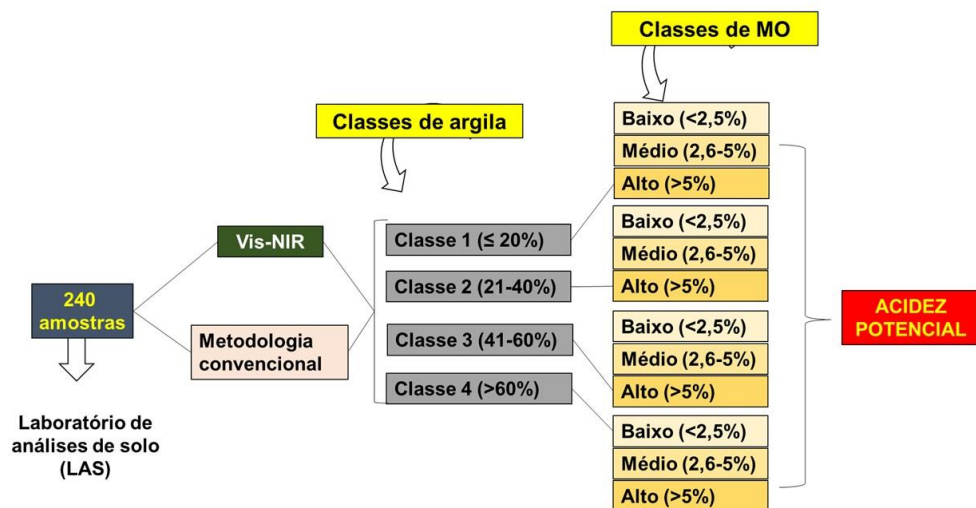 Classes de MO
Classes de argila
Baixo (<2,5%)
Médio (2,6-5%)
Alto (>5%)
Baixo (<2,5%)
Médio (2,6-5%)
Alto (>5%)
Baixo (<2,5%)
Médio (2,6-5%)
Alto (>5%)
Baixo (<2,5%)
Médio (2,6-5%)
Alto (>5%)
Vis-NIR
Classe 1 (≤ 20%)
Classe 2 (21-40%)
Classe 3 (41-60%)
Classe 4 (>60%)
240
amostras
Metodologia
convencional
ACIDEZ
POTENCIAL
Laboratório de
análises de solo
(LAS)